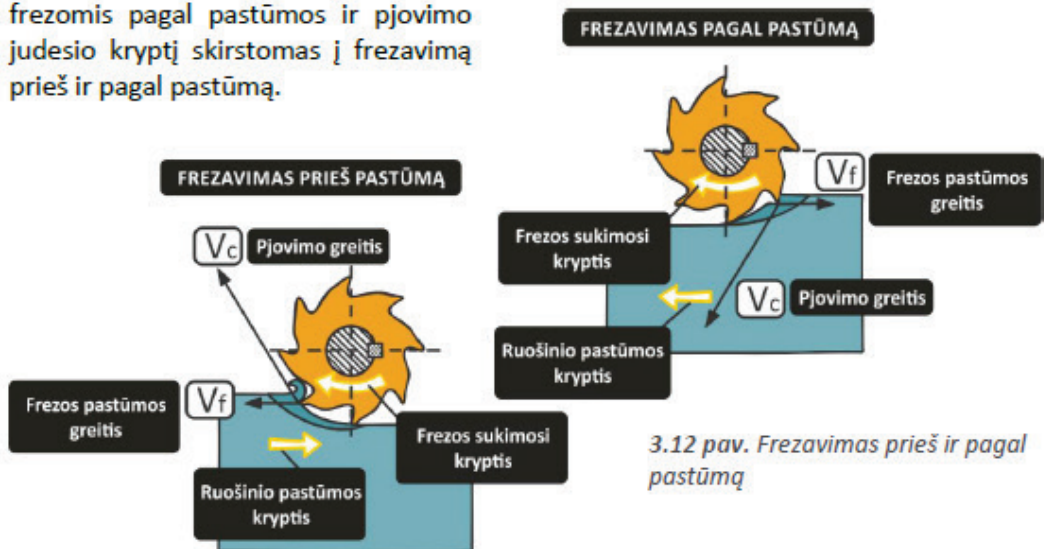 frezomis pagal pastūmos ir pjovimo
judesio kryptį skirstomas į frezavimą
prieš ir pagal pastūmą.
FREZAVIMAS PRIEŠ PASTŪMĄ
Vc Pjovimo greitis
Frezos pastūmos
greitis
Vf
Frezos sukimosi
kryptis
Ruošinio pastūmos
kryptis
FREZAVIMAS PAGAL PASTŪMĄ
Vf
Frezos pastūmos
greitis
Frezos sukimosi
kryptis
Vc Pjovimo greitis
Ruošinio pastūmos
kryptis
3.12 pav. Frezavimas prieš ir pagal
pastūmą